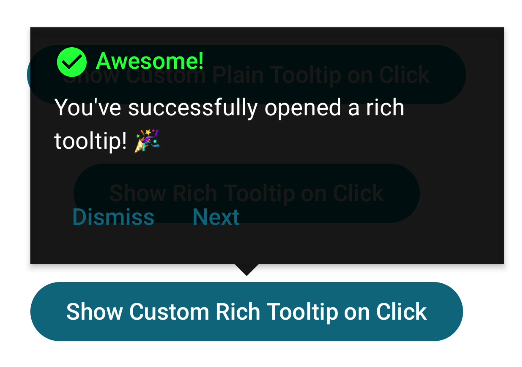 Awesome!
Show Custom Plain Tooltip on Click
You've successfully opened a rich
tooltip! 🎉
Show Rich Tooltip on Click
Dismiss Next
Show Custom Rich Tooltip on Click